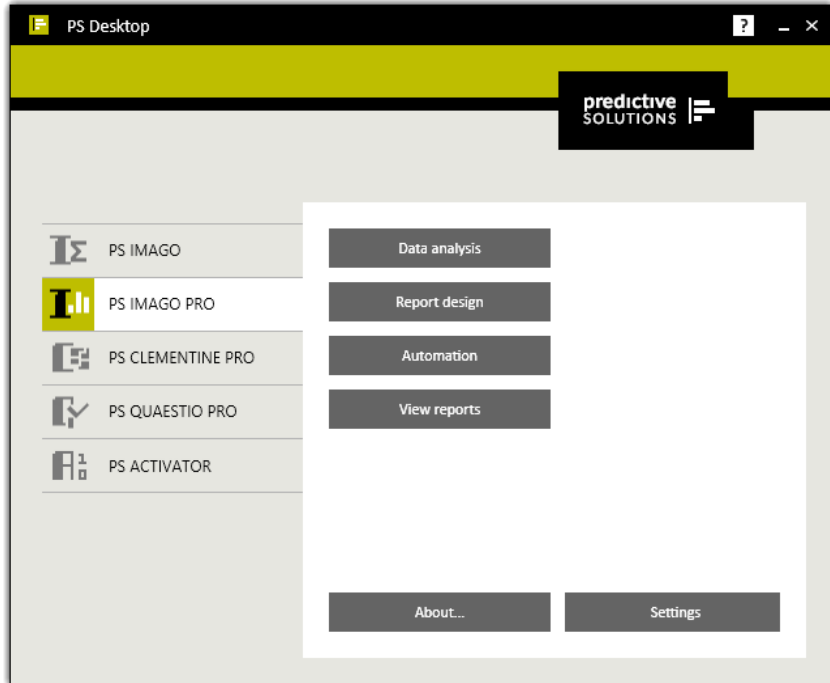 PS Desktop
?
predictive
SOLUTIONS
PS IMAGO
PS IMAGO PRO
PS CLEMENTINE PRO
PS QUAESTIO PRO
PS ACTIVATOR
Data analysis
Report design
Automation
View reports
About...
Settings